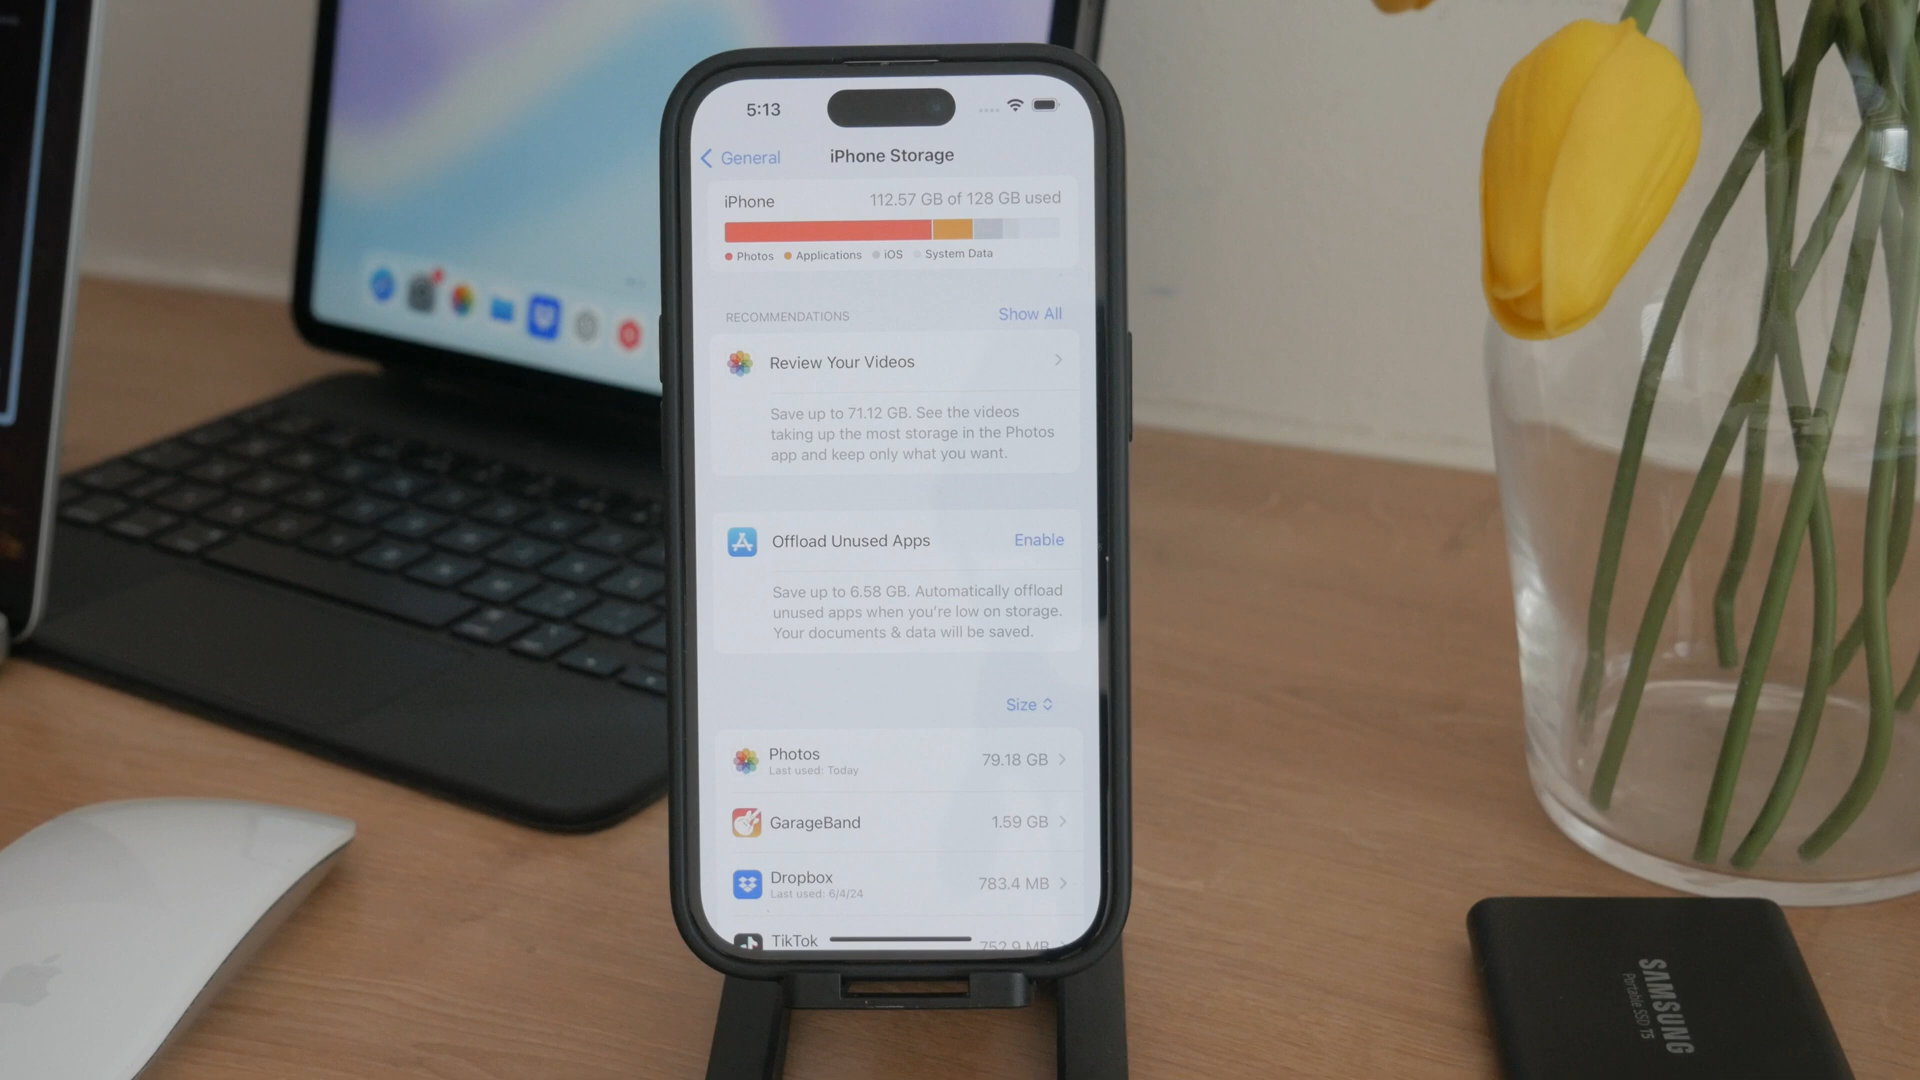 5:13
General
iPhone Storage
iPhone
112.57 GB of 128 GB used
Photos
Applications
iOS
System Data
RECOMMENDATIONS
Show All
Review Your Videos
Save up to 71.12 GB. See the videos
taking up the most storage in the Photos
app and keep only what you want.
Offload Unused Apps
Enable
Save up to 6.58 GB. Automatically offload
unused apps when you're low on storage.
Your documents & data will be saved.
Size
Photos
79.18 GB
Last used: Today
GarageBand
1.59 GB
Dropbox
783.4 MB
Last used: 6/4/24
TikTok
752.9 MB
SAMSUNG
Portable SSD T5